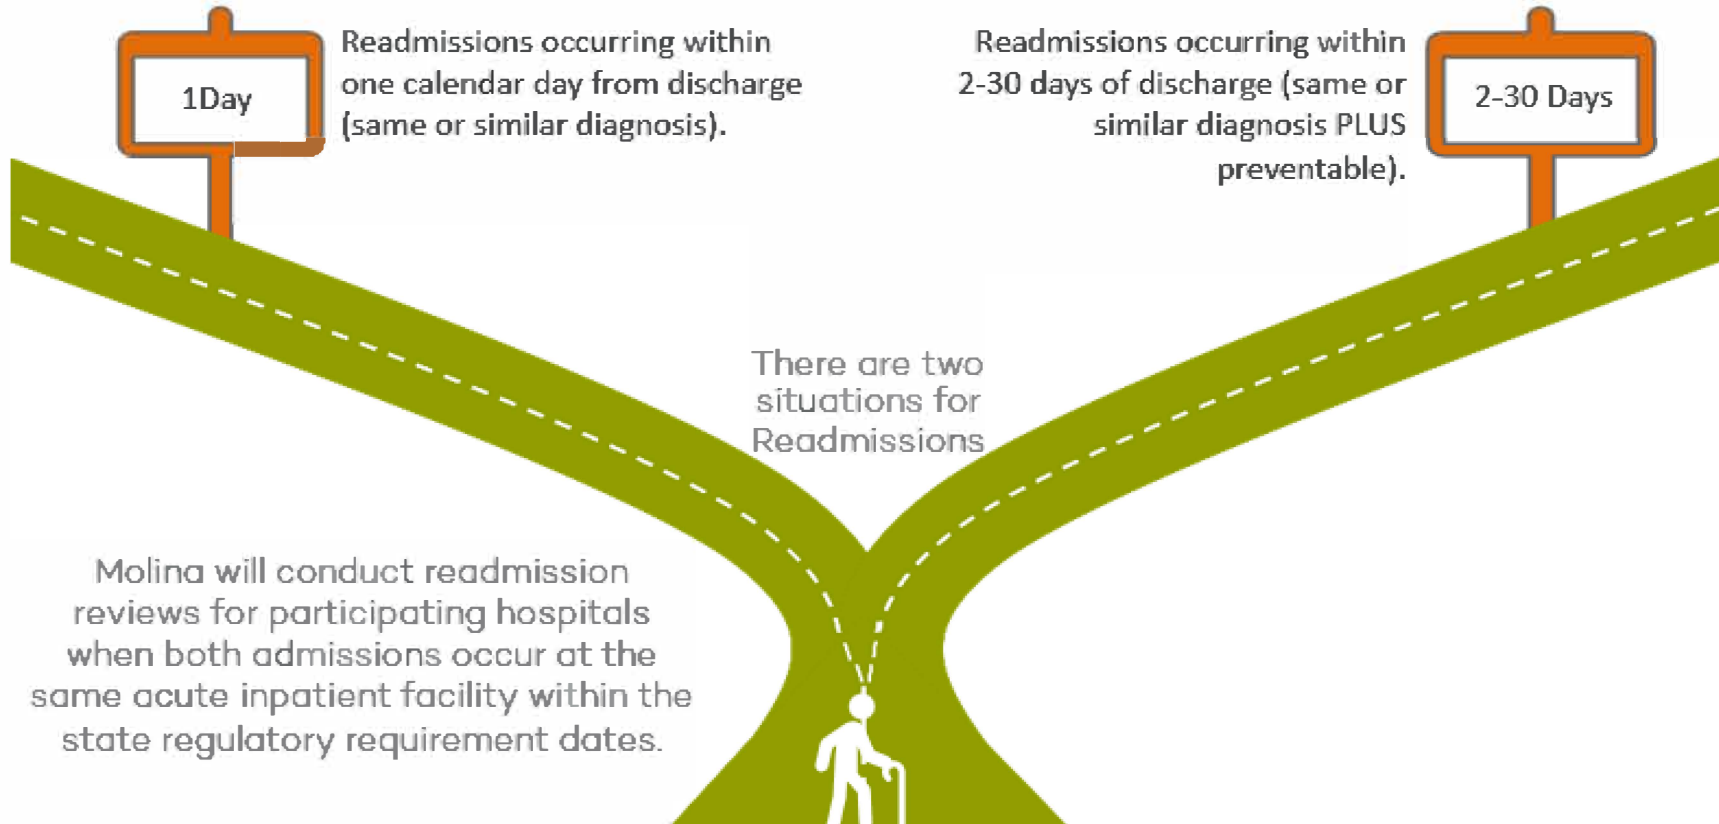 1Day
Readmissions occurring within
one calendar day from discharge
(same or similar diagnosis).
Readmissions occurring within
2-30 days of discharge (same or
similar diagnosis PLUS
preventable).
2-30 Days
There are two
situations for
Readmissions
Molina will conduct readmission
reviews for participating hospitals
when both admissions occur at the
same acute inpatient facility within the
state regulatory requirement dates.